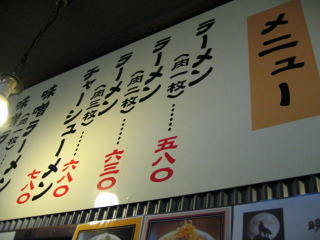 メニュー
ラーメン
(肉一枚)……五八〇
ラーメン
(肉二枚)……六三〇
ラーメン
(肉三枚)……六八〇
チャーシューメン
七八〇
味噌ラーメン
味噌